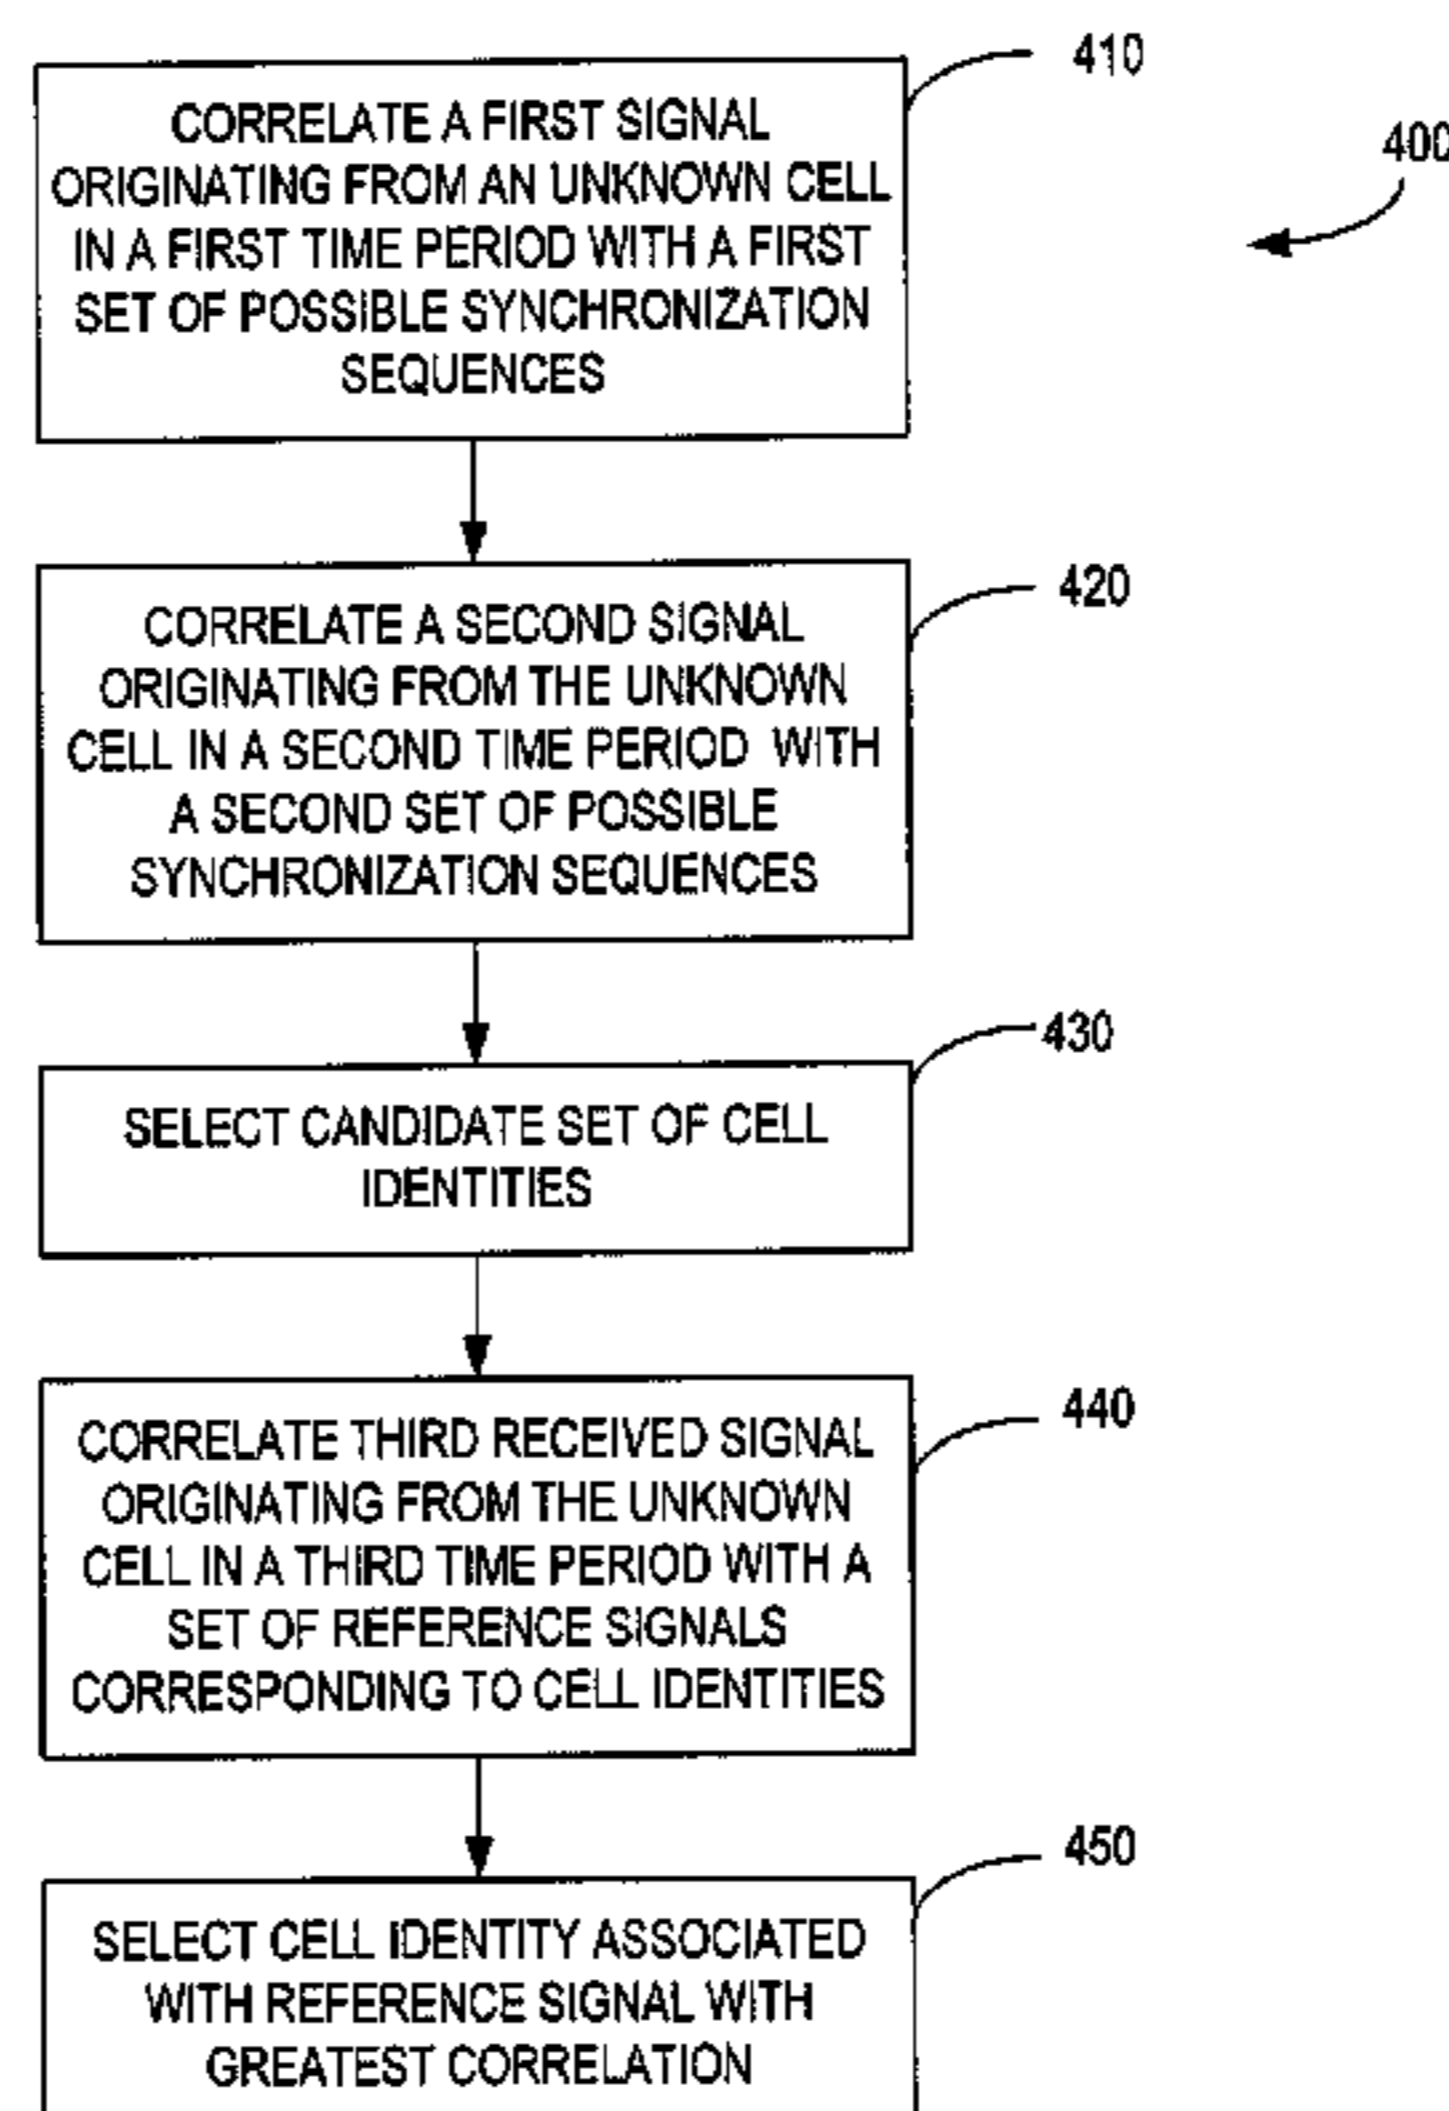 410
400
CORRELATE A FIRST SIGNAL
ORIGINATING FROM AN UNKNOWN CELL
IN A FIRST TIME PERIOD WITH A FIRST
SET OF POSSIBLE SYNCHRONIZATION
SEQUENCES
420
CORRELATE A SECOND SIGNAL
ORIGINATING FROM THE UNKNOWN
CELL IN A SECOND TIME PERIOD WITH
A SECOND SET OF POSSIBLE
SYNCHRONIZATION SEQUENCES
430
SELECT CANDIDATE SET OF CELL
IDENTITIES
440
CORRELATE THIRD RECEIVED SIGNAL
ORIGINATING FROM THE UNKNOWN
CELL IN A THIRD TIME PERIOD WITH A
SET OF REFERENCE SIGNALS
CORRESPONDING TO CELL IDENTITIES
450
SELECT CELL IDENTITY ASSOCIATED
WITH REFERENCE SIGNAL WITH
GREATEST CORRELATION